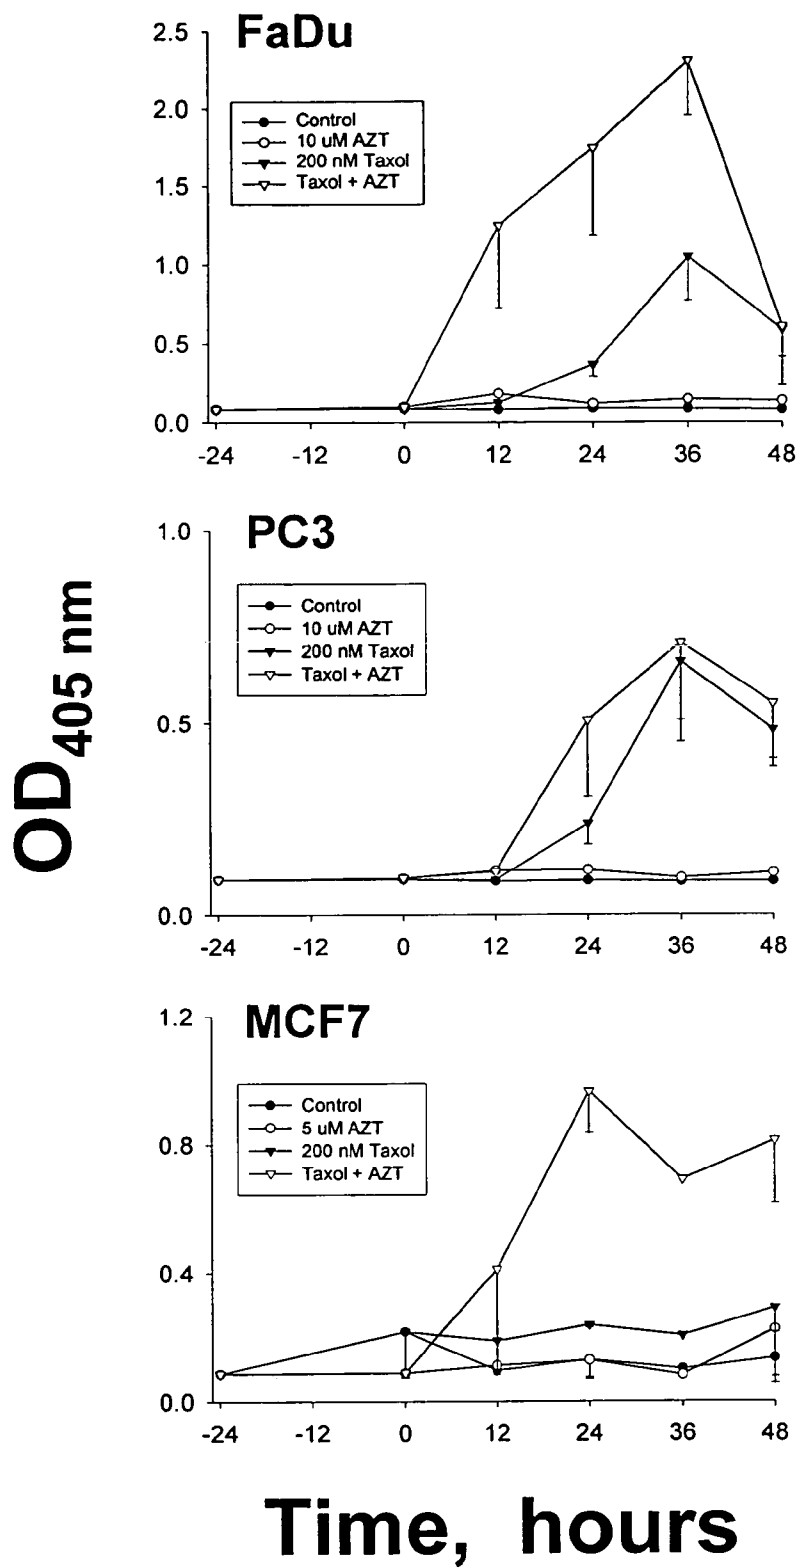 FaDu
2.5
2.0
1.5
1.0
0.5
0.0
Control
10 uM AZT
200 nM Taxol
Taxol + AZT
-24 -12 0 12 24 36 48
PC3
1.0
0.5
0.0
Control
10 uM AZT
200 nM Taxol
Taxol + AZT
-24 -12 0 12 24 36 48
OD405 nm
MCF7
1.2
0.8
0.4
0.0
Control
5 uM AZT
200 nM Taxol
Taxol + AZT
-24 -12 0 12 24 36 48
Time, hours